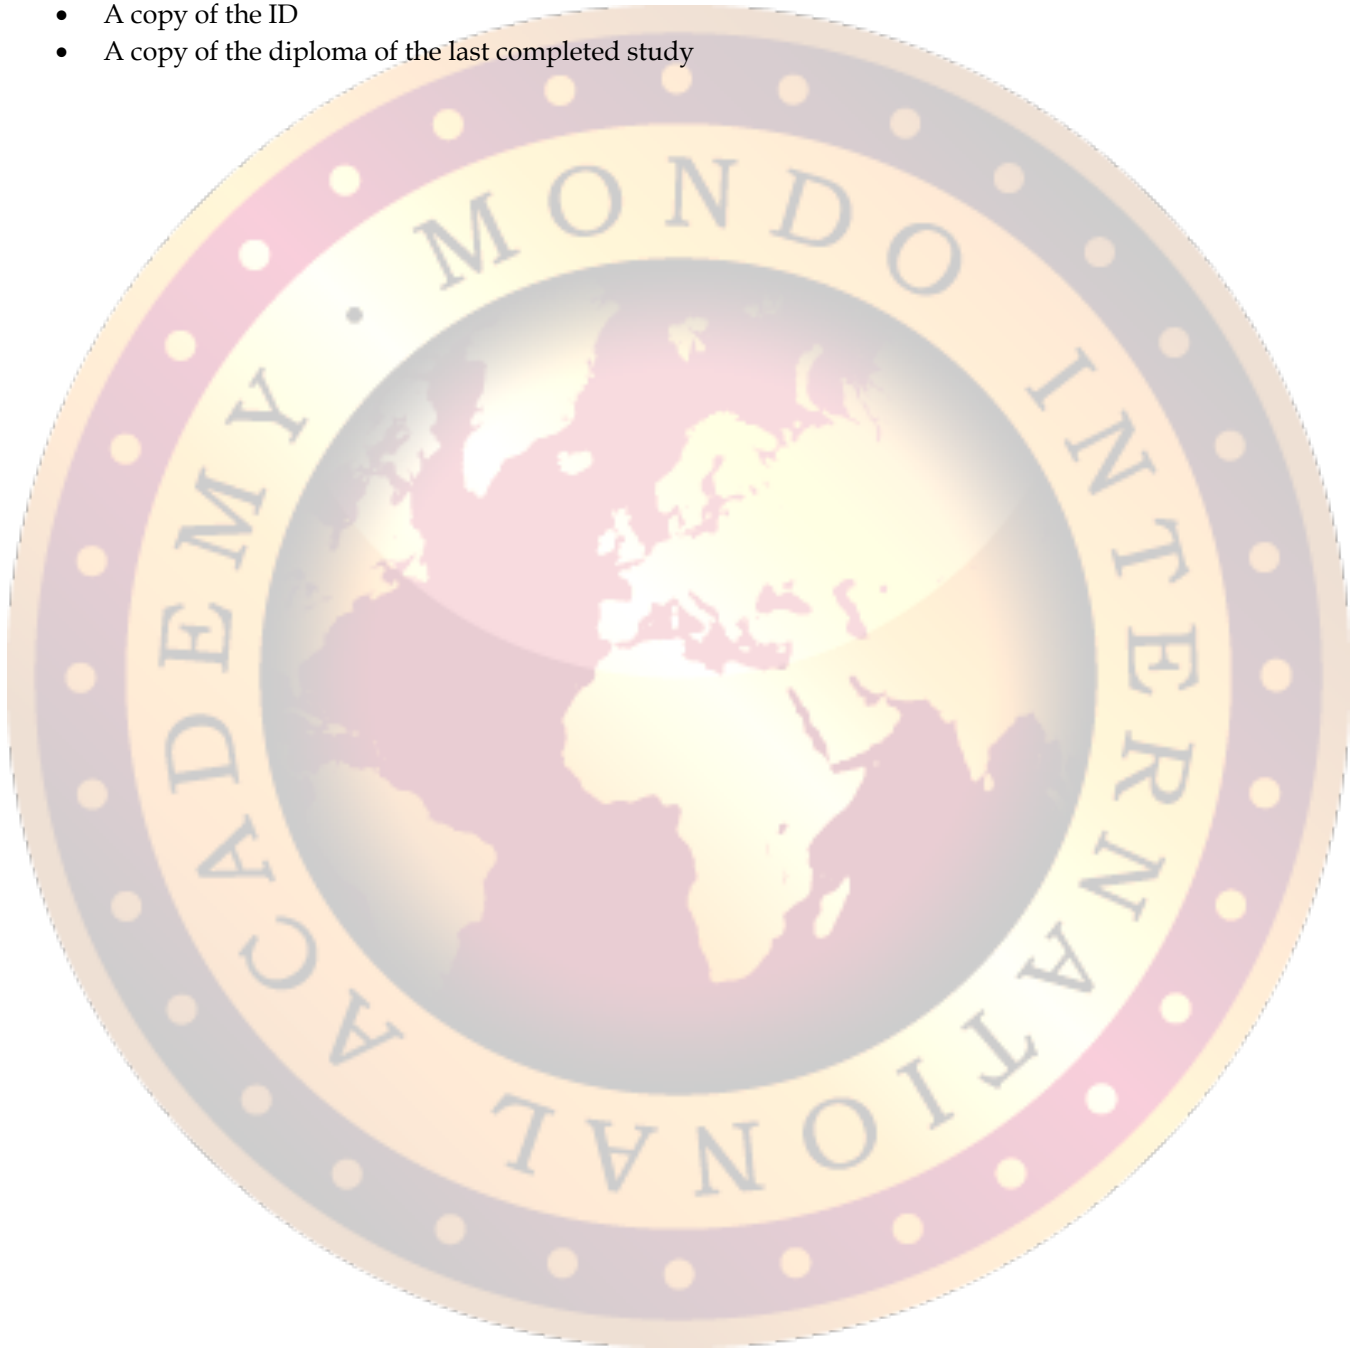 • A copy of the ID
• A copy of the diploma of the last completed study
• MONDO INTERNATIONAL ACADEMY